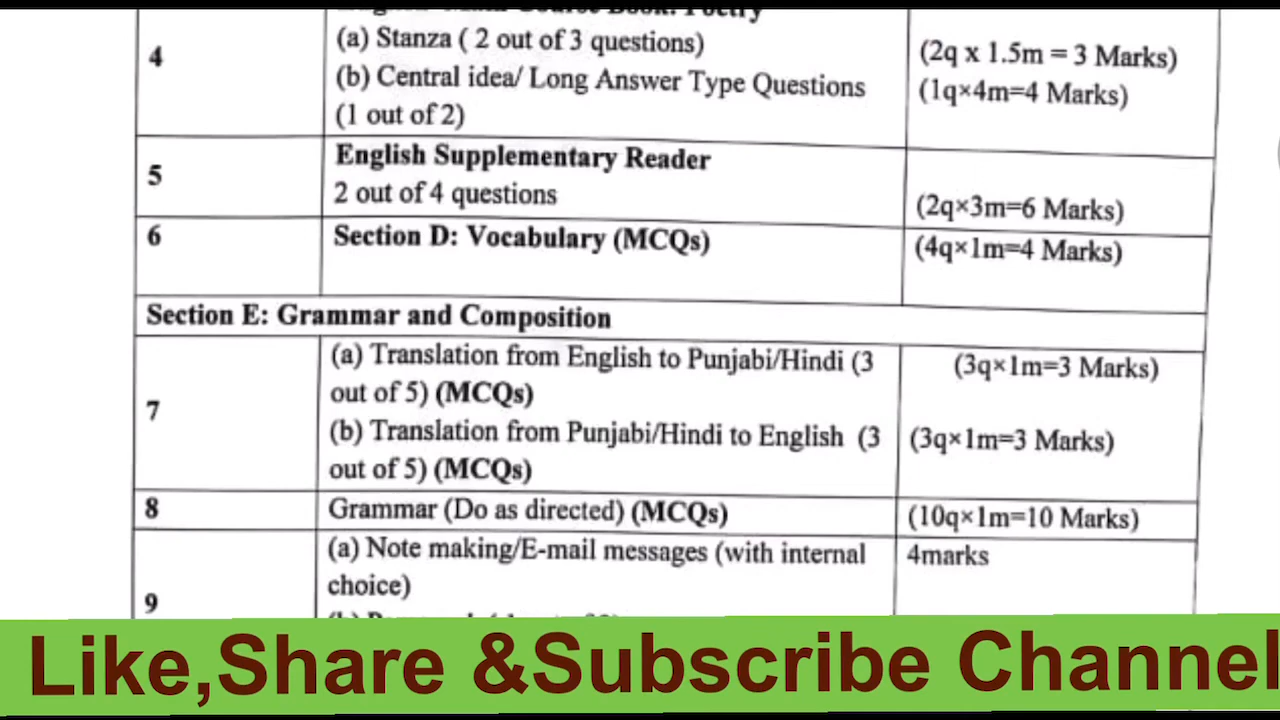 4
(a) Stanza ( 2 out of 3 questions)
(2q x 1.5m = 3 Marks)
(b) Central idea/ Long Answer Type Questions
(1q×4m=4 Marks)
(1 out of 2)
5
English Supplementary Reader
2 out of 4 questions
(2q×3m=6 Marks)
6
Section D: Vocabulary (MCQs)
(4q×1m=4 Marks)
Section E: Grammar and Composition
7
(a) Translation from English to Punjabi/Hindi (3
out of 5) (MCQs)
(3q×1m=3 Marks)
(b) Translation from Punjabi/Hindi to English (3
out of 5) (MCQs)
(3q×1m=3 Marks)
8
Grammar (Do as directed) (MCQs)
(10q×1m=10 Marks)
9
(a) Note making/E-mail messages (with internal
choice)
4marks
Like,Share &Subscribe Channel